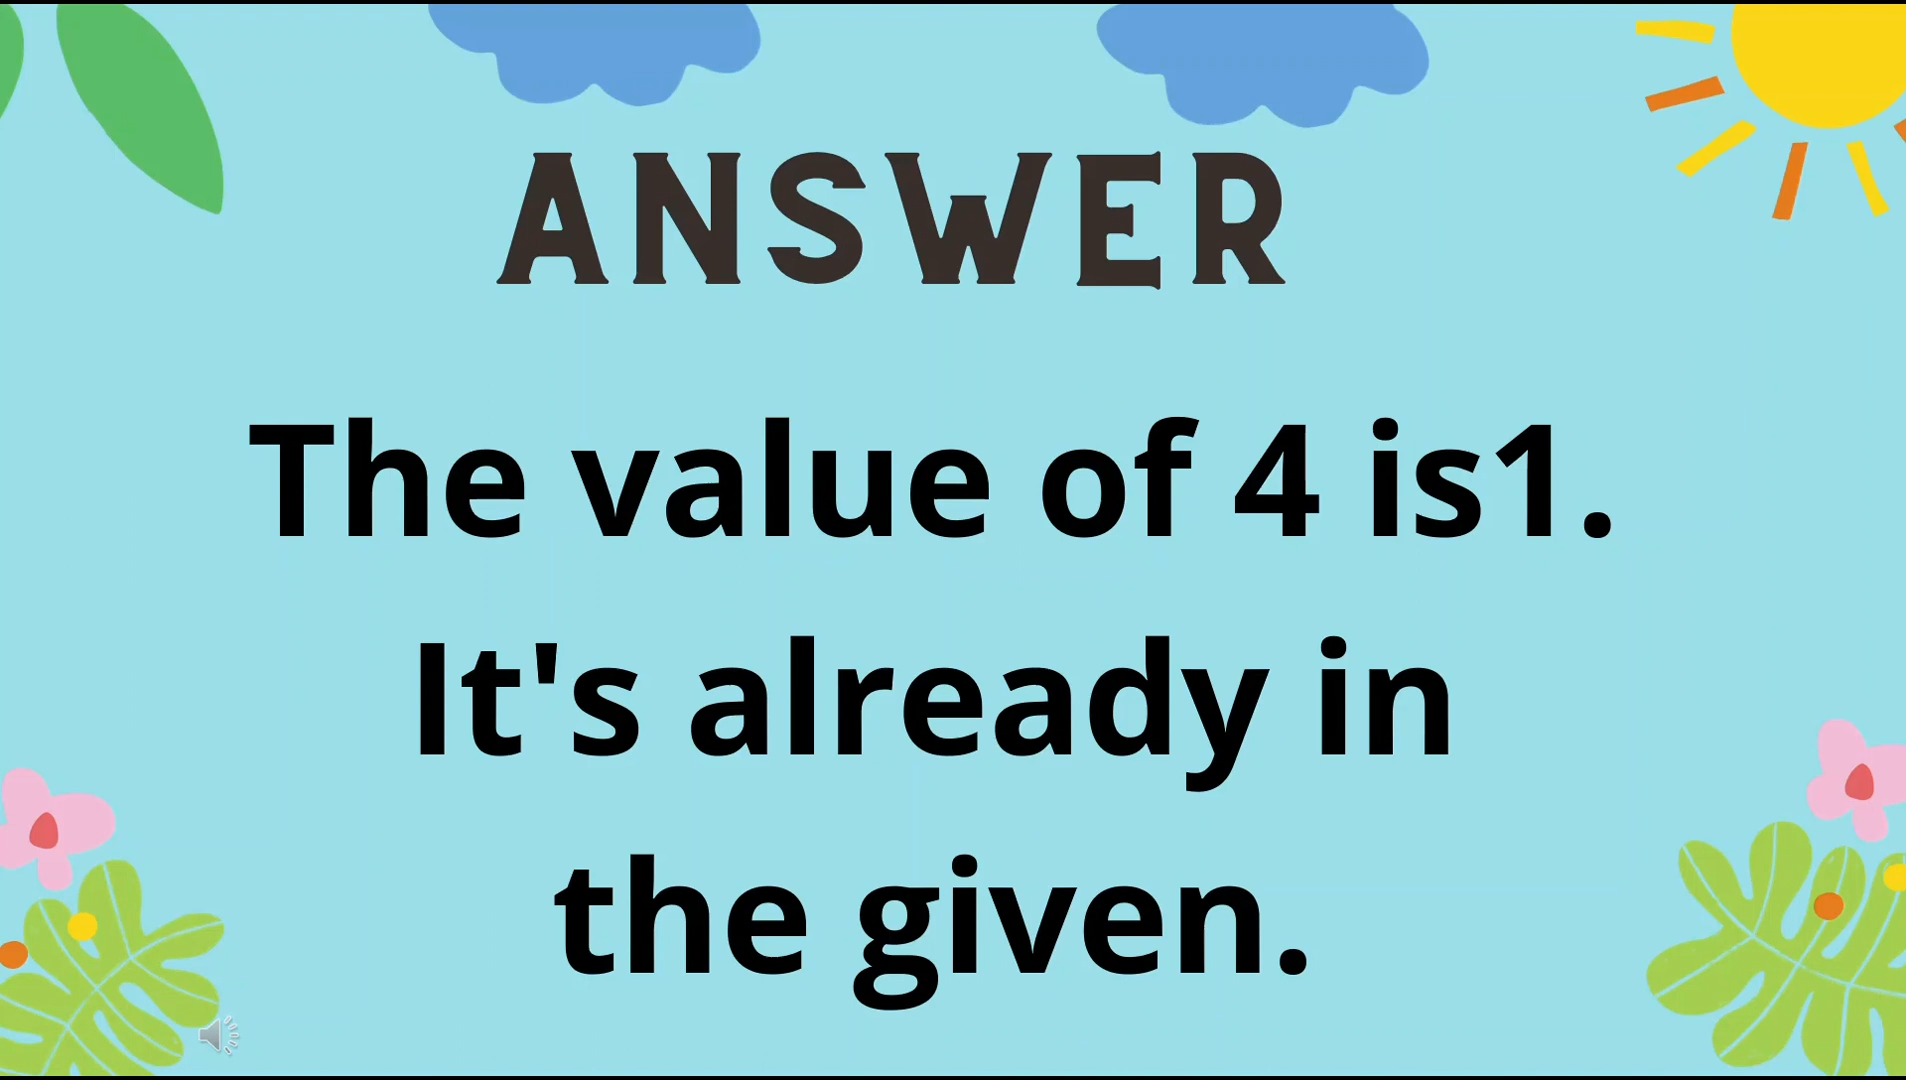 ANSWER
The value of 4 is1.
It's already in
the given.